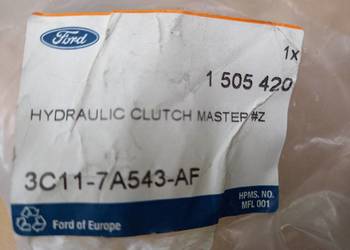 Ford
1x
1 505 420
HYDRAULIC CLUTCH MASTER #Z
3C11-7A543-AF
HPMS. NO.
MFL 001
Ford of Europe